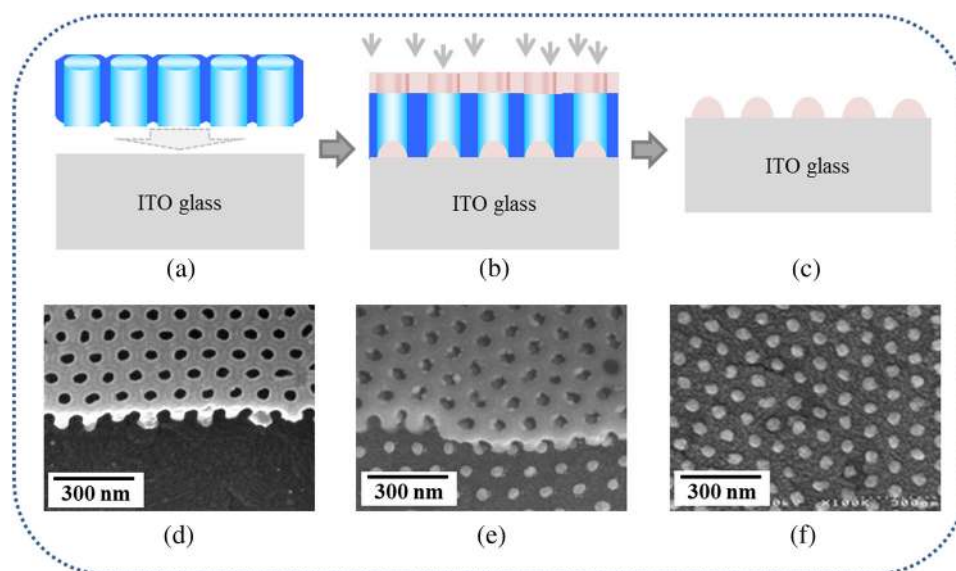 ITO glass
ITO glass
ITO glass
(a)
(b)
(c)
300 nm
300 nm
300 nm
(d)
(e)
(f)